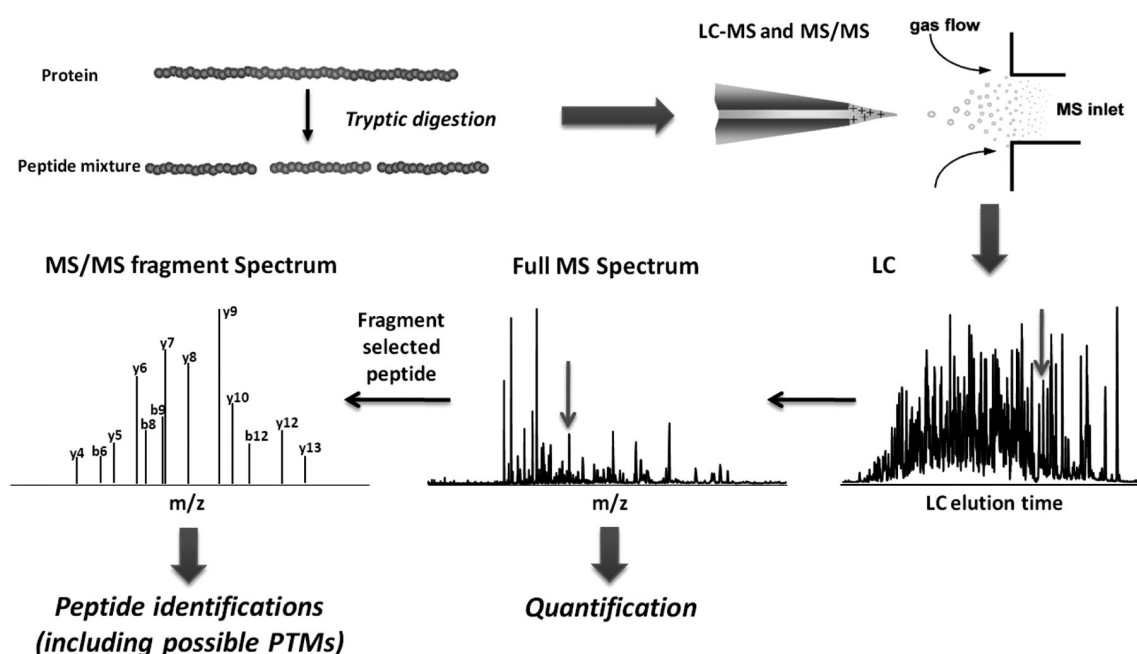 LC-MS and MS/MS
gas flow
Protein
Tryptic digestion
MS inlet
Peptide mixture
+ + + + + + +
MS/MS fragment Spectrum
Full MS Spectrum
LC
y9
Fragment
selected
peptide
y7
y8
y6
b9
y10
b8
y5
b12
y12
y4
b6
y13
m/z
m/z
LC elution time
Peptide identifications
(including possible PTMs)
Quantification